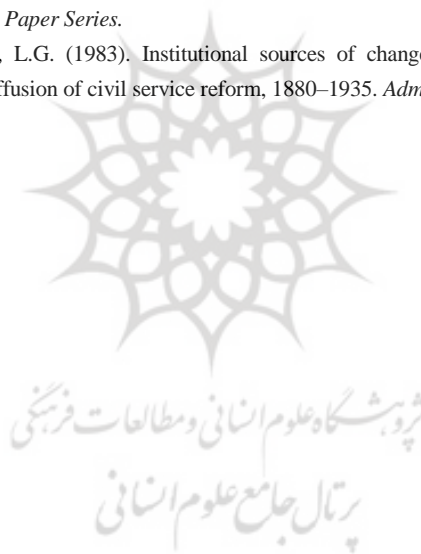 Paper Series.
, L.G. (1983). Institutional sources of change
ffusion of civil service reform, 1880–1935. Adm
پژوهشگاه علوم انسانی و مطالعات فرهنگی
پرتال جامع علوم انسانی